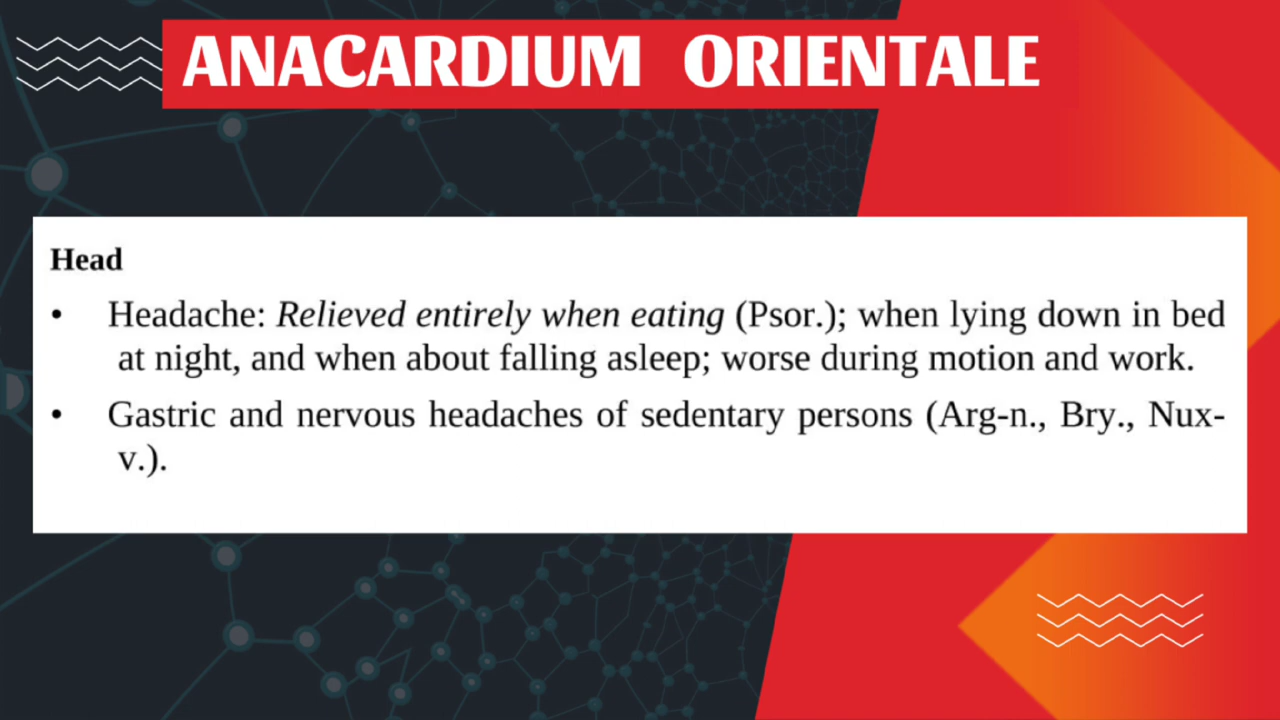 ANACARDIUM ORIENTALE
Head
• Headache: Relieved entirely when eating (Psor.); when lying down in bed
at night, and when about falling asleep; worse during motion and work.
• Gastric and nervous headaches of sedentary persons (Arg-n., Bry., Nux-
v.).